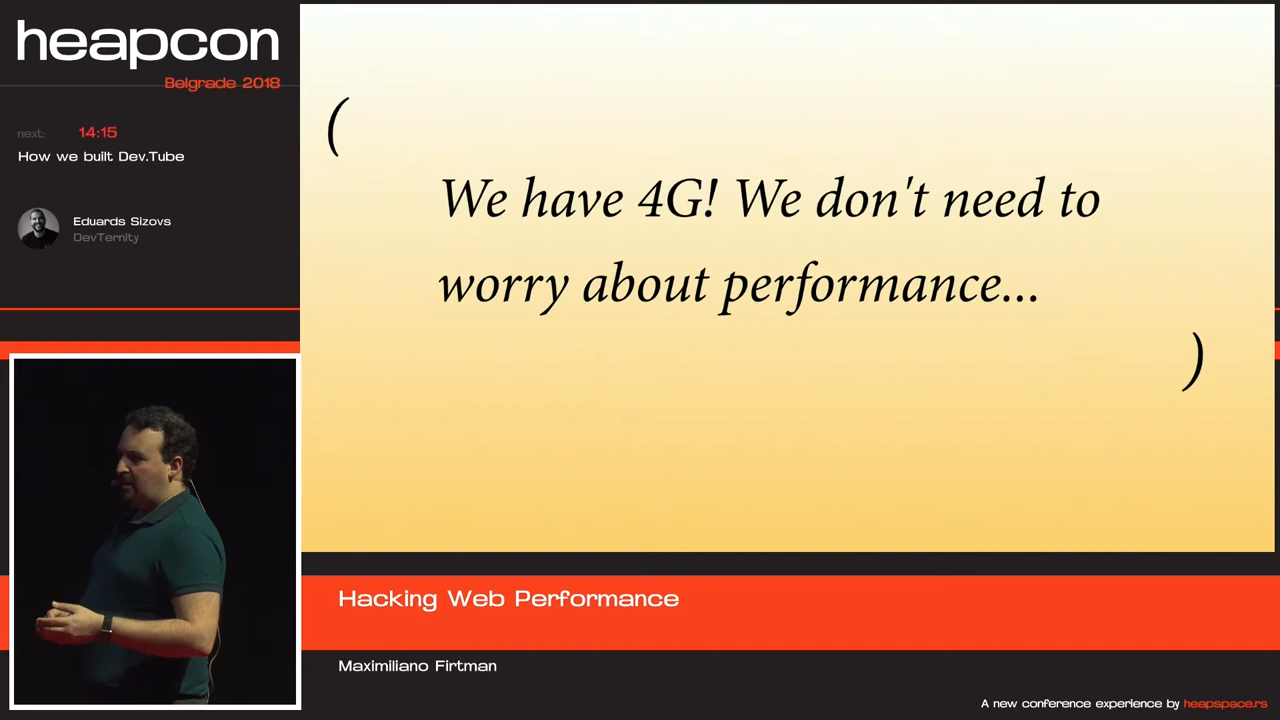 heapcon
Belgrade 2018
next: 14:15
How we built Dev.Tube
Eduards Sizovs
DevTernity
(
We have 4G! We don't need to
worry about performance...
)
Hacking Web Performance
Maximiliano Firtman
A new conference experience by heapspace.rs